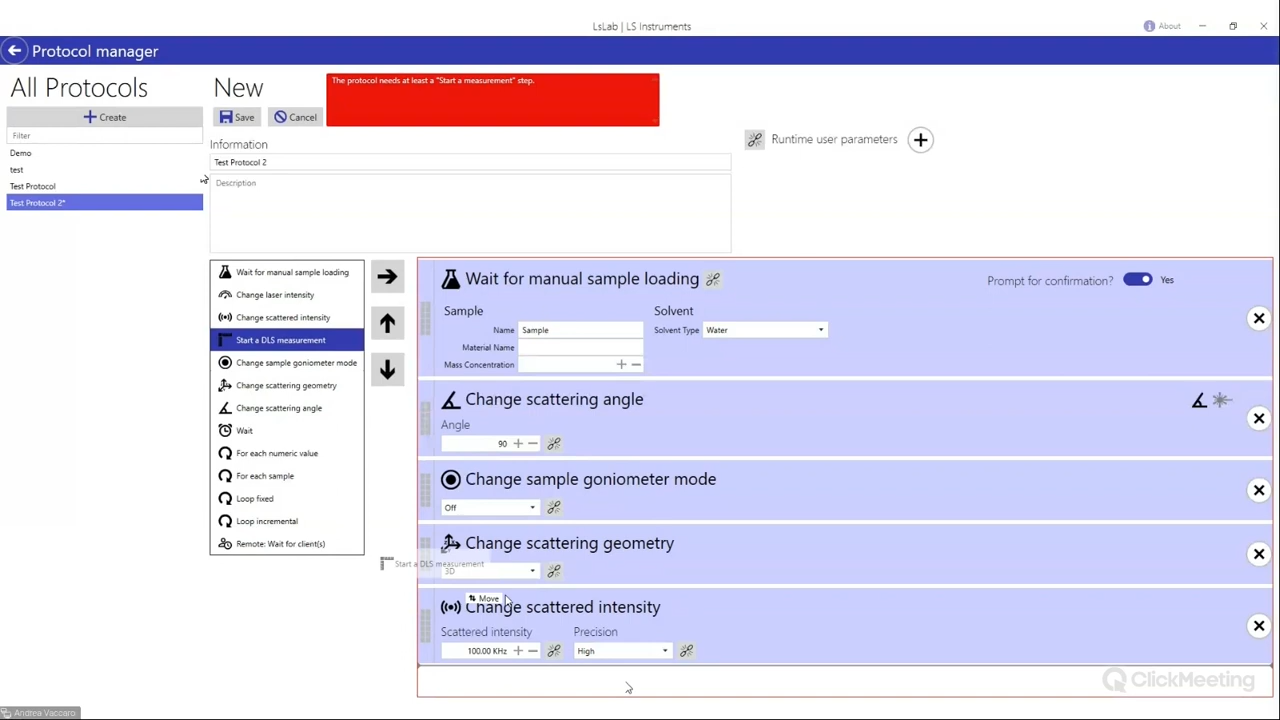 LsLab | LS Instruments
About
Protocol manager
All Protocols
Create
Filter
Demo
test
Test Protocol
Test Protocol 2*
New
Save
Cancel
The protocol needs at least a "Start a measurement" step.
Information
Test Protocol 2
Description
Runtime user parameters
Wait for manual sample loading
Change laser intensity
Change scattered intensity
Start a DLS measurement
Change sample goniometer mode
Change scattering geometry
Change scattering angle
Wait
For each numeric value
For each sample
Loop fixed
Loop incremental
Remote: Wait for client(s)
Wait for manual sample loading
Prompt for confirmation? Yes
Sample
Solvent
Name Sample
Solvent Type Water
Material Name
Mass Concentration
Change scattering angle
Angle
90
Change sample goniometer mode
Off
Change scattering geometry
3D
Start a DLS measurement
Move
Change scattered intensity
Scattered intensity
Precision
100.00 KHz
High
ClickMeeting
Andrea Vaccaro